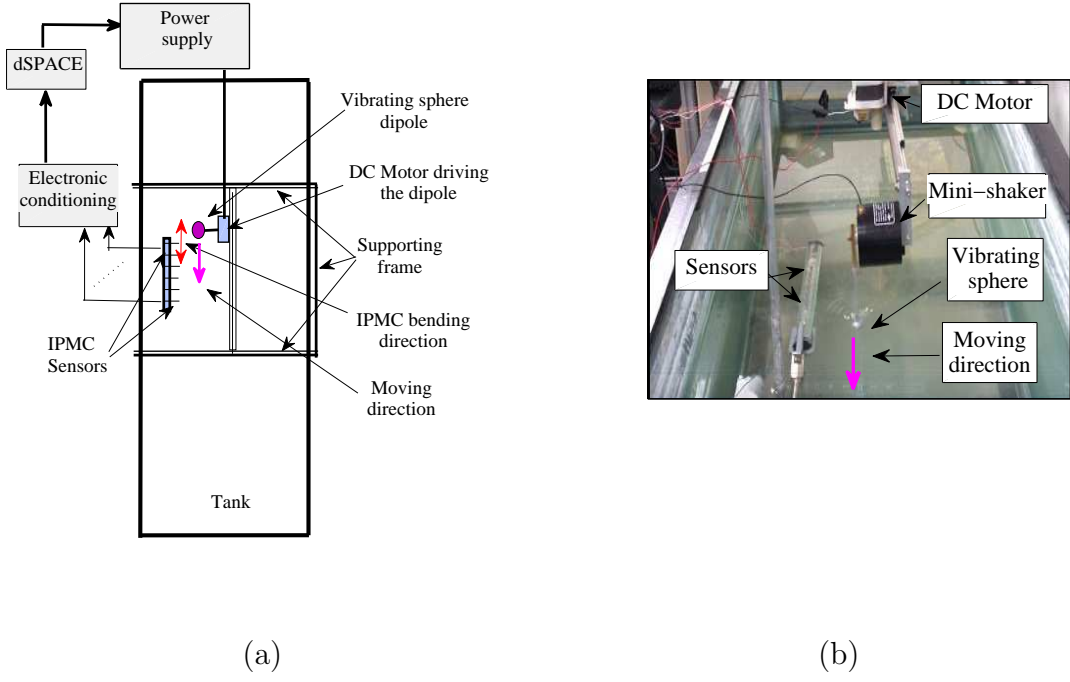 Power
supply
dSPACE
Vibrating sphere
dipole
Electronic
conditioning
DC Motor driving
the dipole
Supporting
frame
IPMC bending
direction
IPMC
Sensors
Moving
direction
Tank
(a)
DC Motor
Mini-shaker
Sensors
Vibrating
sphere
Moving
direction
(b)